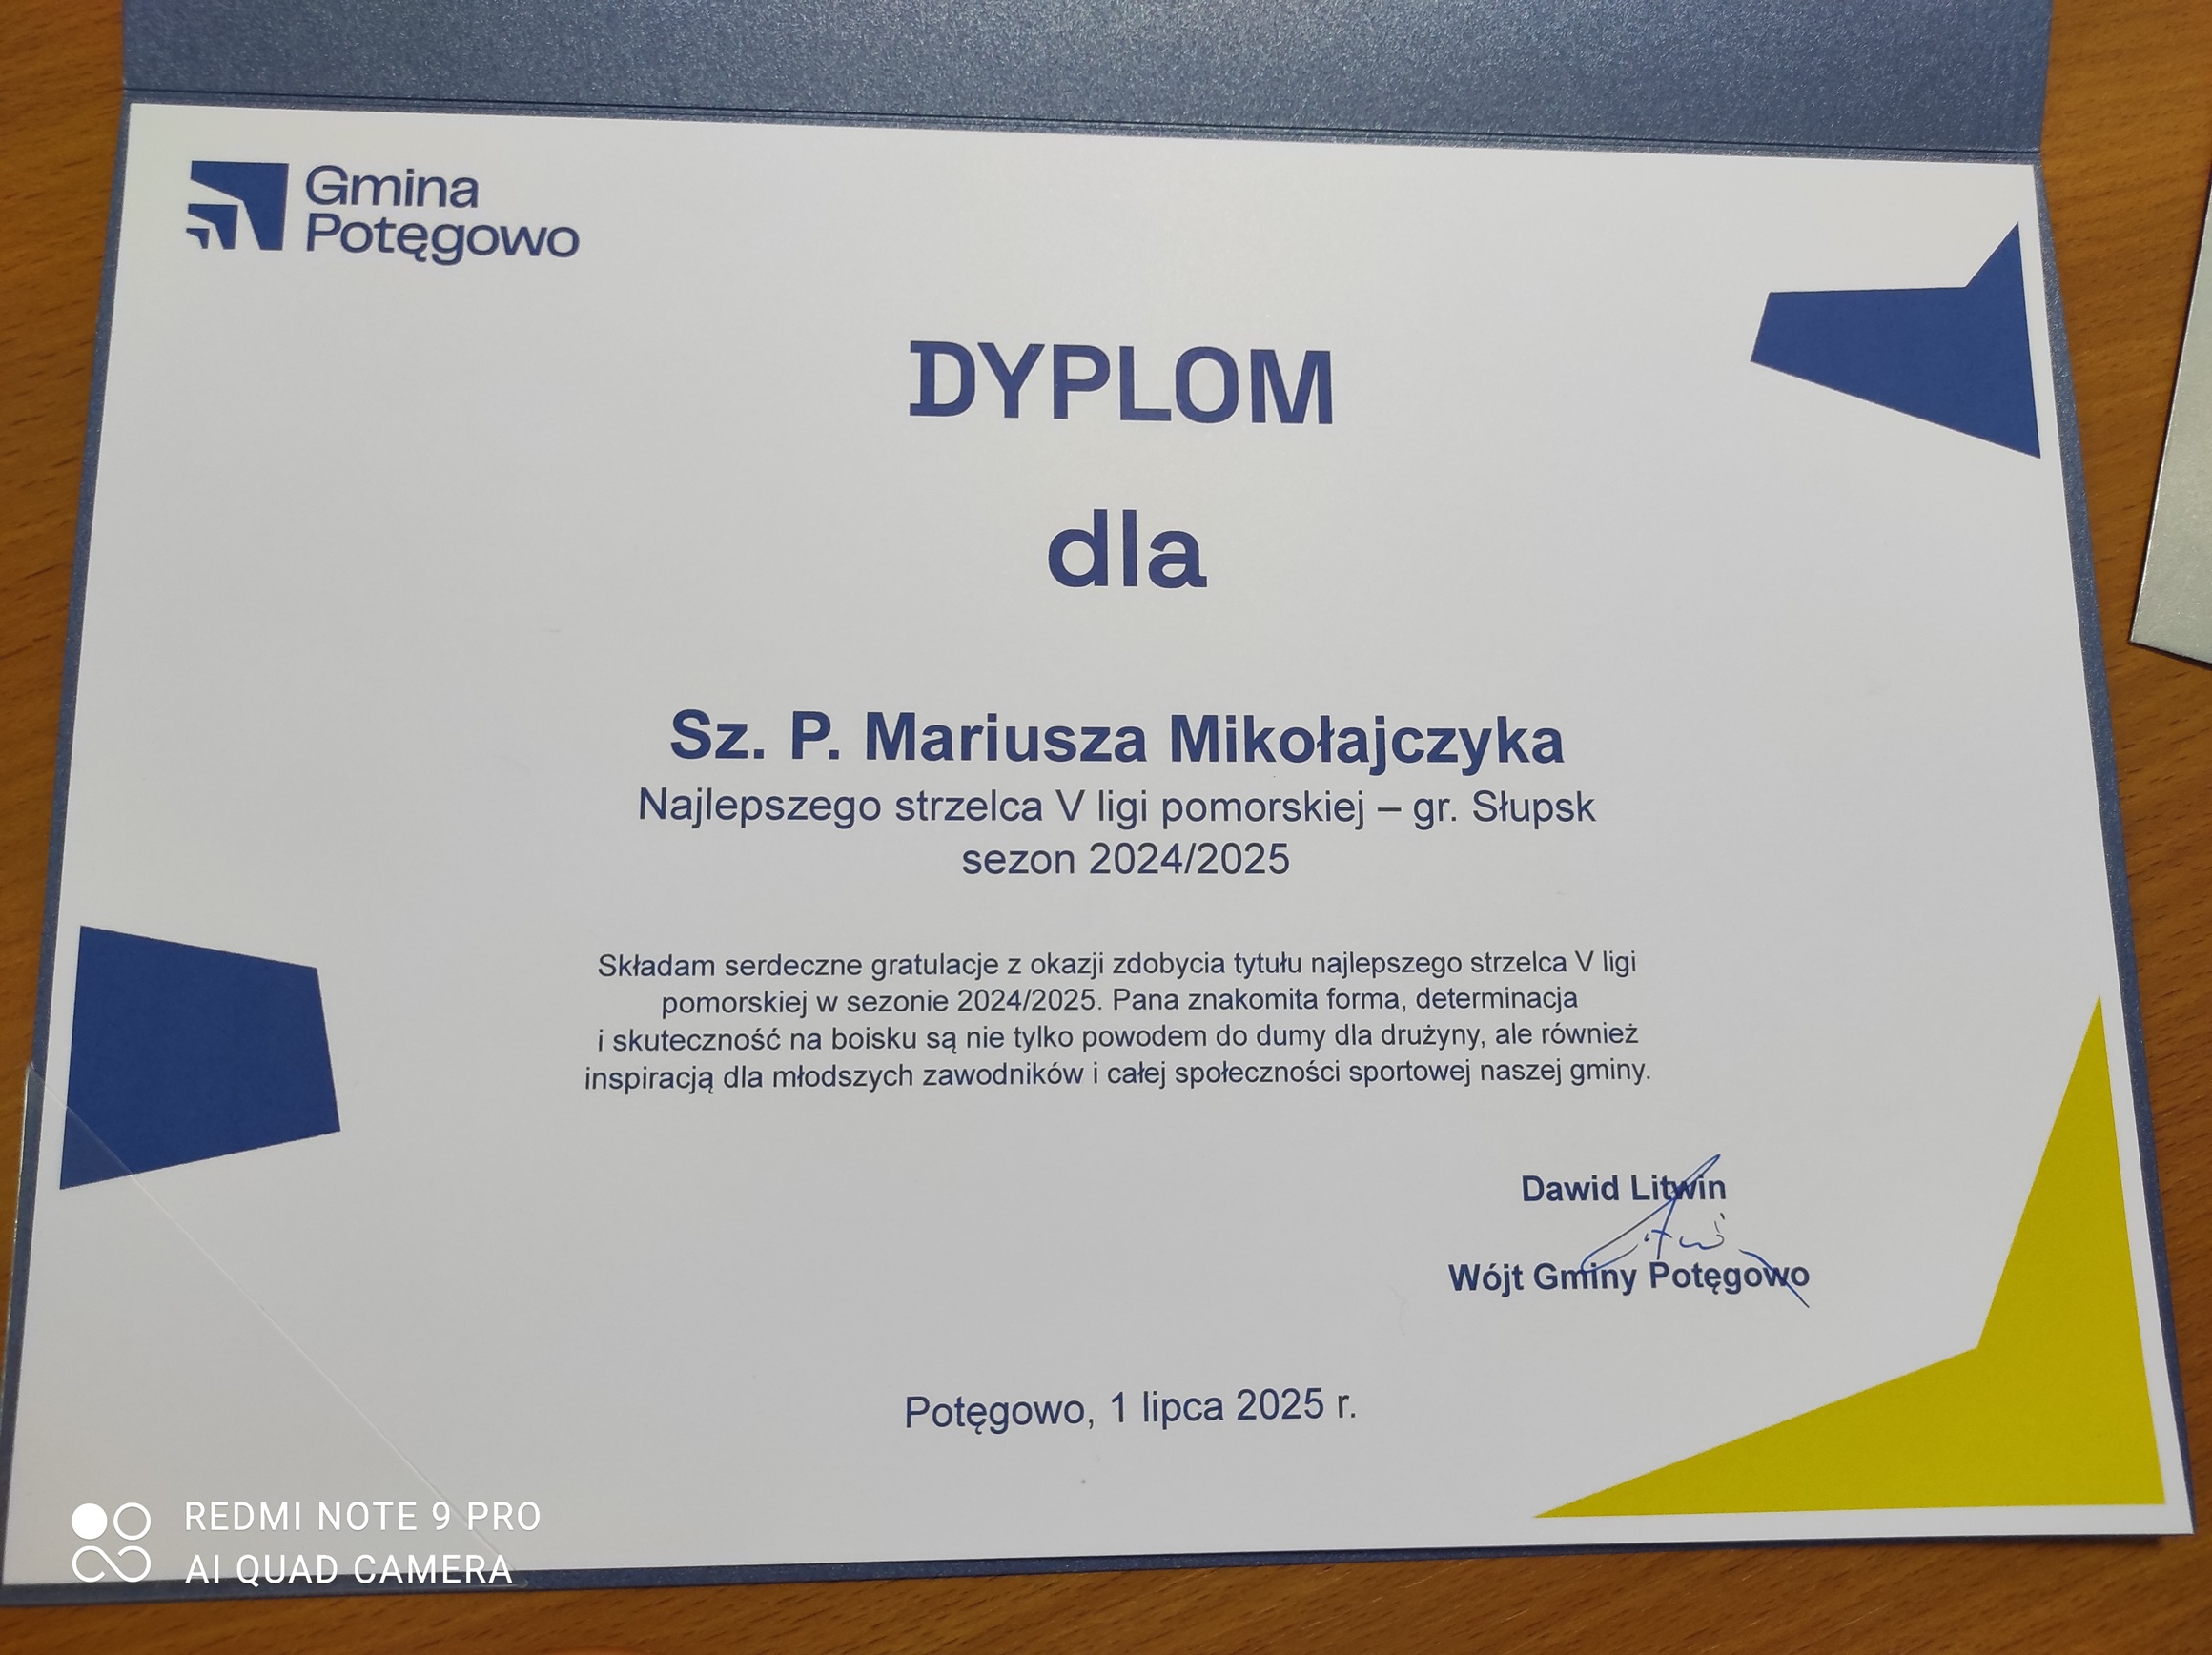 Gmina
Potęgowo
DYPLOM
dla
Sz. P. Mariusza Mikołajczyka
Najlepszego strzelca V ligi pomorskiej – gr. Słupsk
sezon 2024/2025
Składam serdeczne gratulacje z okazji zdobycia tytułu najlepszego strzelca V ligi
pomorskiej w sezonie 2024/2025. Pana znakomita forma, determinacja
i skuteczność na boisku są nie tylko powodem do dumy dla drużyny, ale również
inspiracją dla młodszych zawodników i całej społeczności sportowej naszej gminy.
Dawid Litwin
Wójt Gminy Potęgowo
Potęgowo, 1 lipca 2025 r.
REDMI NOTE 9 PRO
AI QUAD CAMERA